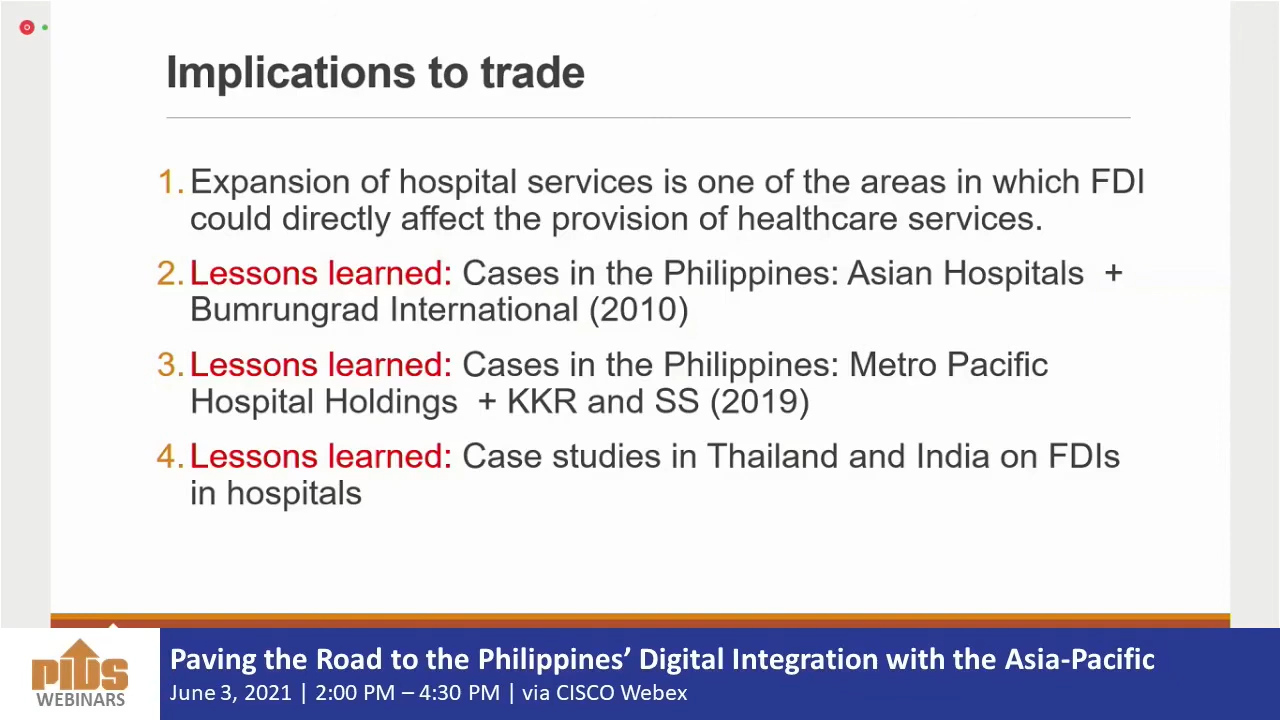 Implications to trade
1. Expansion of hospital services is one of the areas in which FDI
could directly affect the provision of healthcare services.
2. Lessons learned: Cases in the Philippines: Asian Hospitals +
Bumrungrad International (2010)
3. Lessons learned: Cases in the Philippines: Metro Pacific
Hospital Holdings + KKR and SS (2019)
4. Lessons learned: Case studies in Thailand and India on FDIs
in hospitals
PIDS
WEBINARS
Paving the Road to the Philippines’ Digital Integration with the Asia-Pacific
June 3, 2021 | 2:00 PM – 4:30 PM | via CISCO Webex